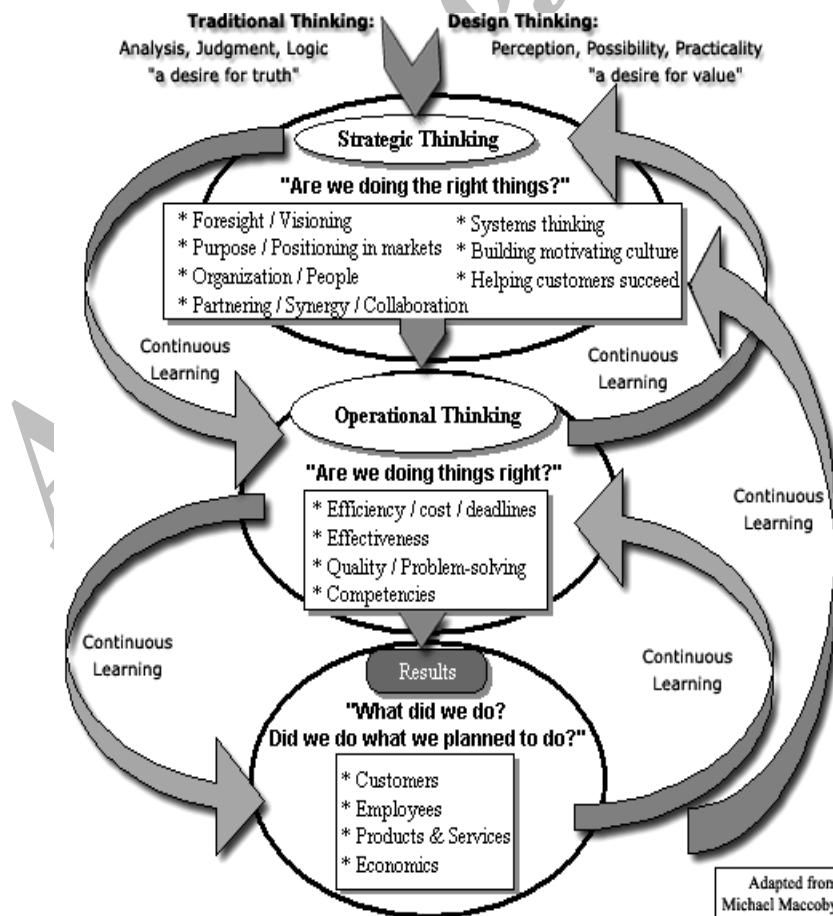 Traditional Thinking:
Analysis, Judgment, Logic
"a desire for truth"
Design Thinking:
Perception, Possibility, Practicality
"a desire for value"
Strategic Thinking
"Are we doing the right things?"
* Foresight / Visioning
* Purpose / Positioning in markets
* Organization / People
* Partnering / Synergy / Collaboration
* Systems thinking
* Building motivating culture
* Helping customers succeed
Continuous
Learning
Continuous
Learning
Operational Thinking
"Are we doing things right?"
* Efficiency / cost / deadlines
* Effectiveness
* Quality / Problem-solving
* Competencies
Continuous
Learning
Continuous
Learning
Continuous
Learning
Results
"What did we do?
Did we do what we planned to do?"
* Customers
* Employees
* Products & Services
* Economics
Adapted from
Michael Maccoby